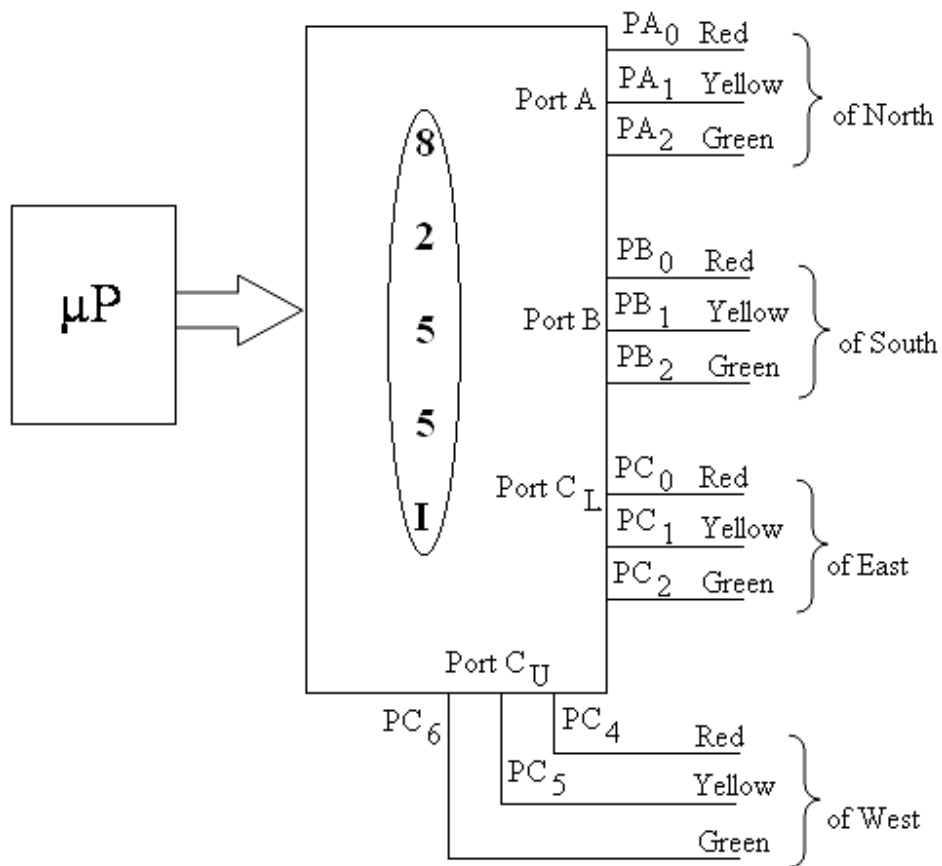 µP
8
2
5
5
I
Port A
PA0 Red
PA1 Yellow
PA2 Green
of North
Port B
PB0 Red
PB1 Yellow
PB2 Green
of South
Port CL
PC0 Red
PC1 Yellow
PC2 Green
of East
Port CU
PC4 Red
PC5 Yellow
PC6 Green
of West